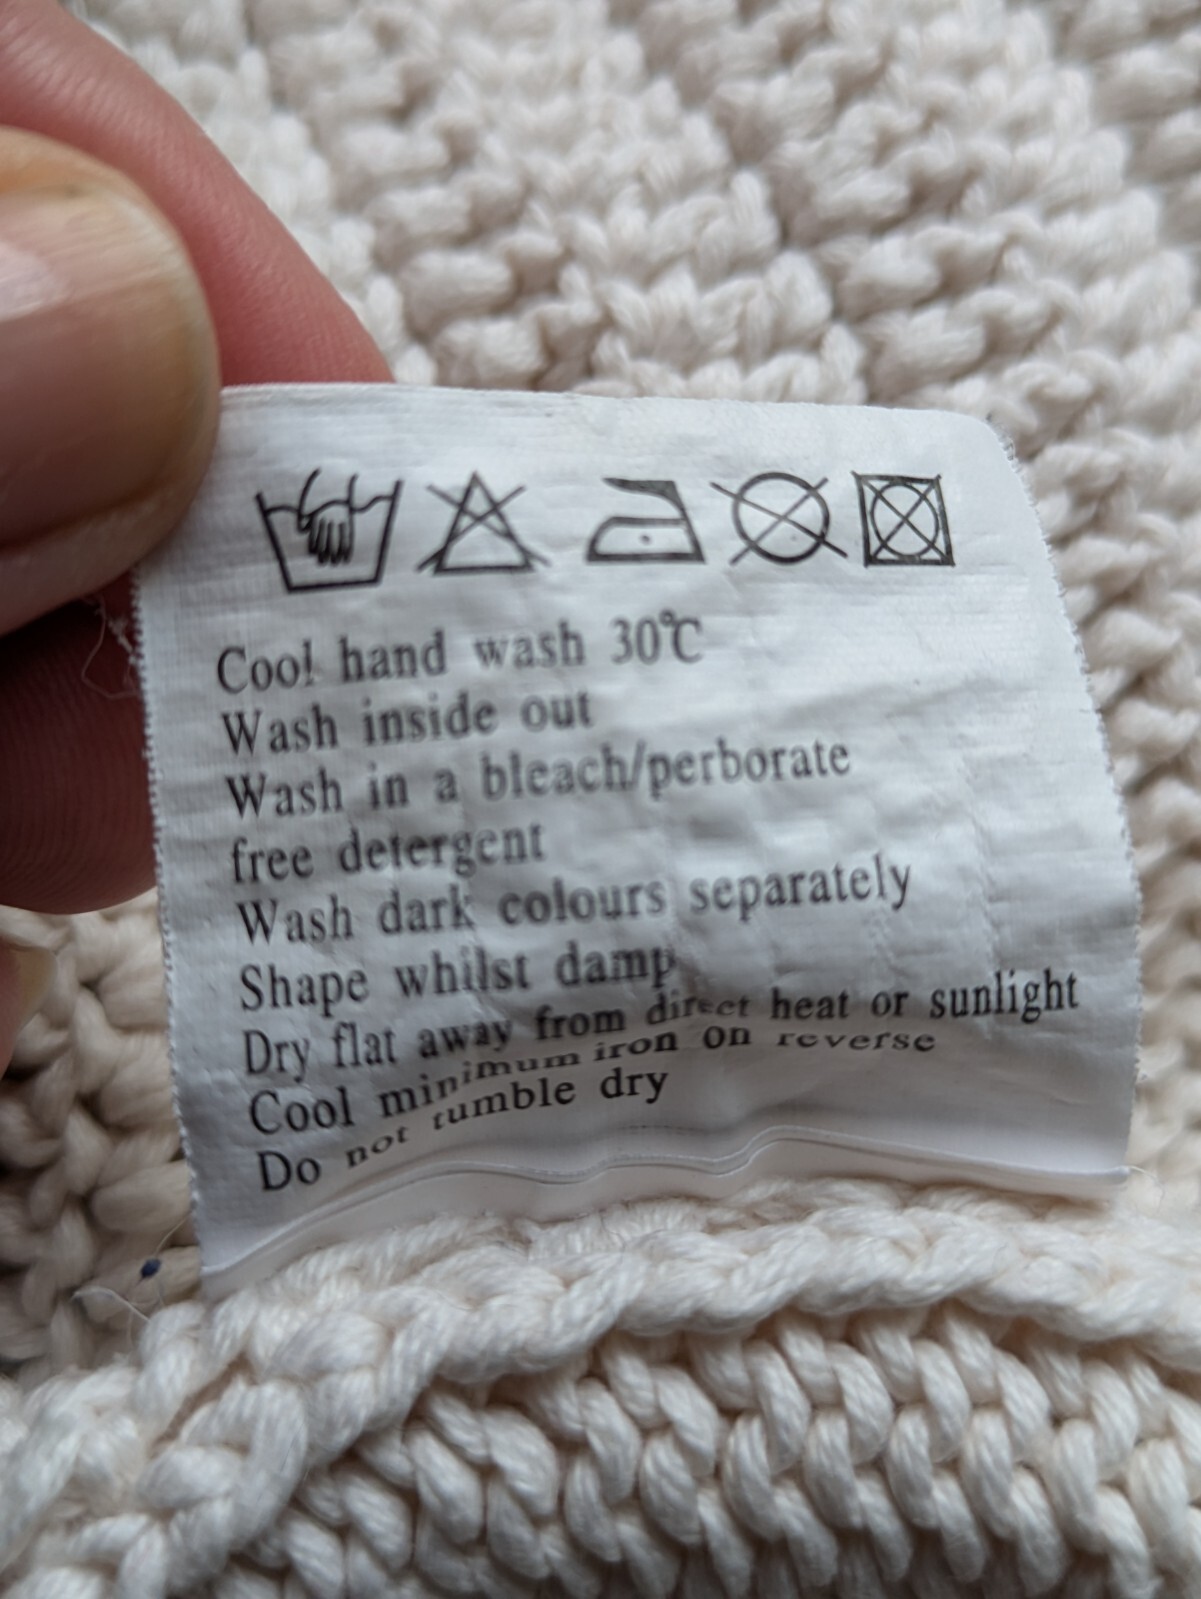 Cool hand wash 30℃
Wash inside out
Wash in a bleach/perborate
free detergent
Wash dark colours separately
Shape whilst damp
Dry flat away from direct heat or sunlight
Cool minimum iron on reverse
Do not tumble dry